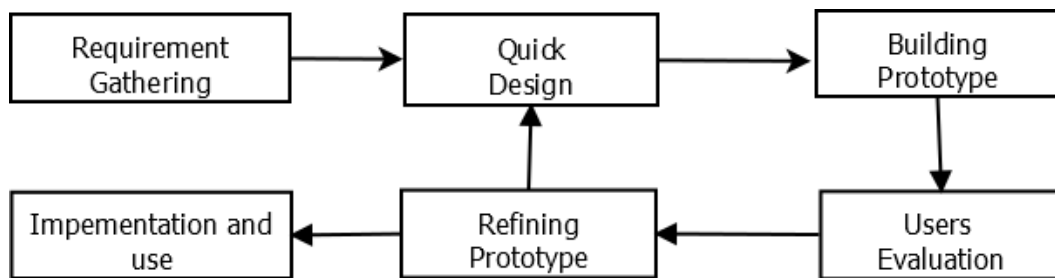 Requirement
Gathering
Quick
Design
Building
Prototype
Impementation and
use
Refining
Prototype
Users
Evaluation